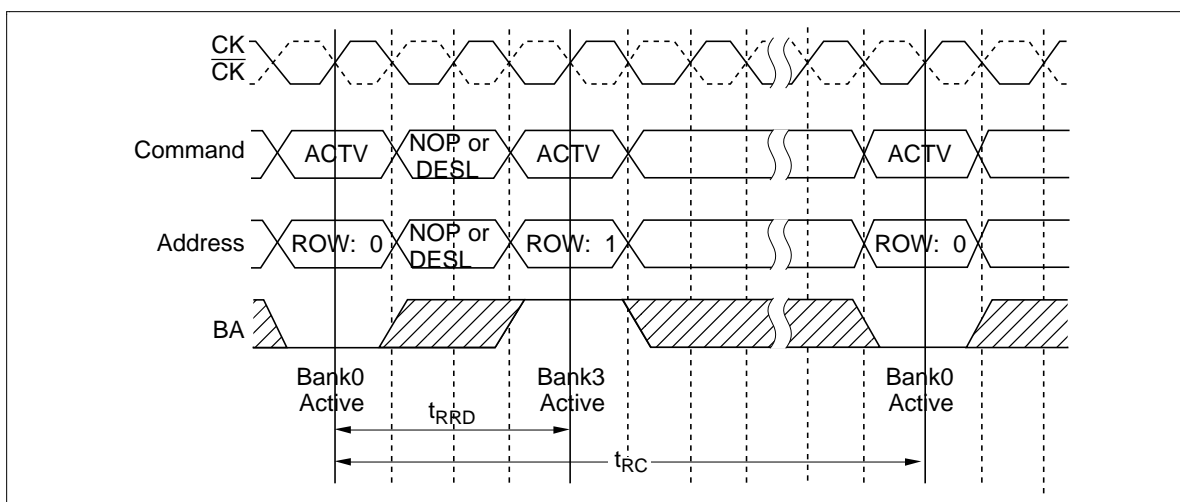 CK
CK
Command
ACTV
NOP or
DESL
ACTV
ACTV
Address
ROW: 0
NOP or
DESL
ROW: 1
ROW: 0
BA
Bank0
Active
Bank3
Active
Bank0
Active
tRRD
tRC